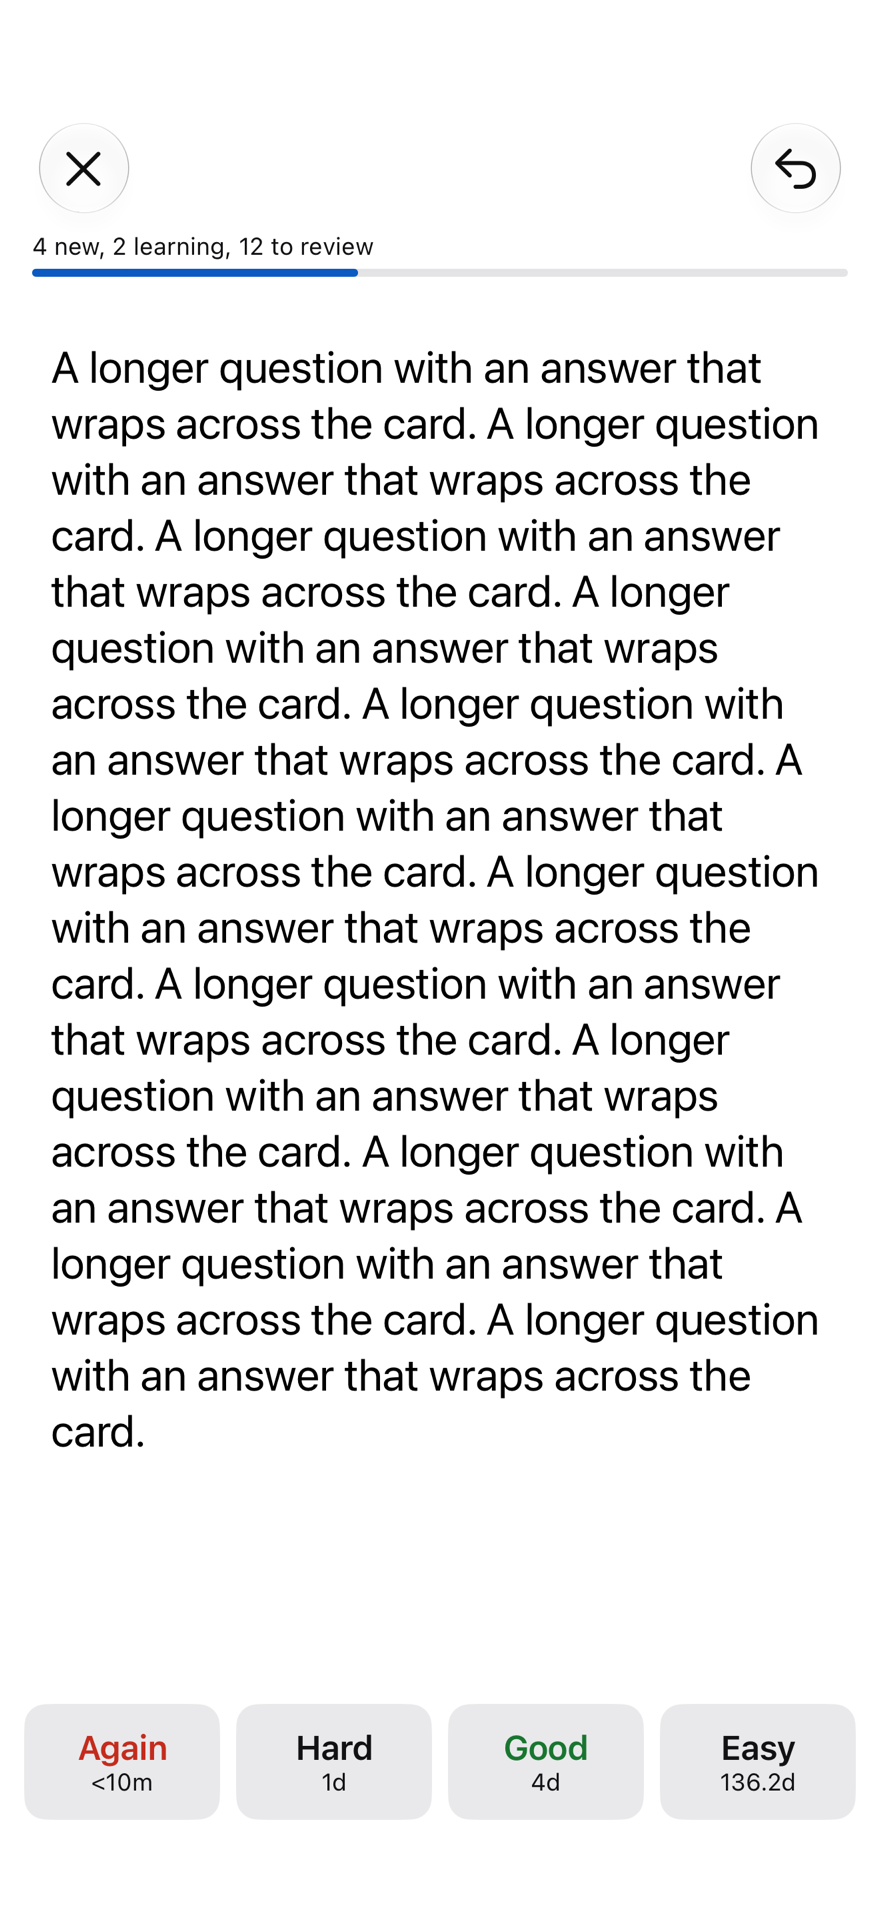 4 new, 2 learning, 12 to review
A longer question with an answer that
wraps across the card. A longer question
with an answer that wraps across the
card. A longer question with an answer
that wraps across the card. A longer
question with an answer that wraps
across the card. A longer question with
an answer that wraps across the card. A
longer question with an answer that
wraps across the card. A longer question
with an answer that wraps across the
card. A longer question with an answer
that wraps across the card. A longer
question with an answer that wraps
across the card. A longer question with
an answer that wraps across the card. A
longer question with an answer that
wraps across the card. A longer question
with an answer that wraps across the
card.
Again
<10m
Hard
1d
Good
4d
Easy
136.2d